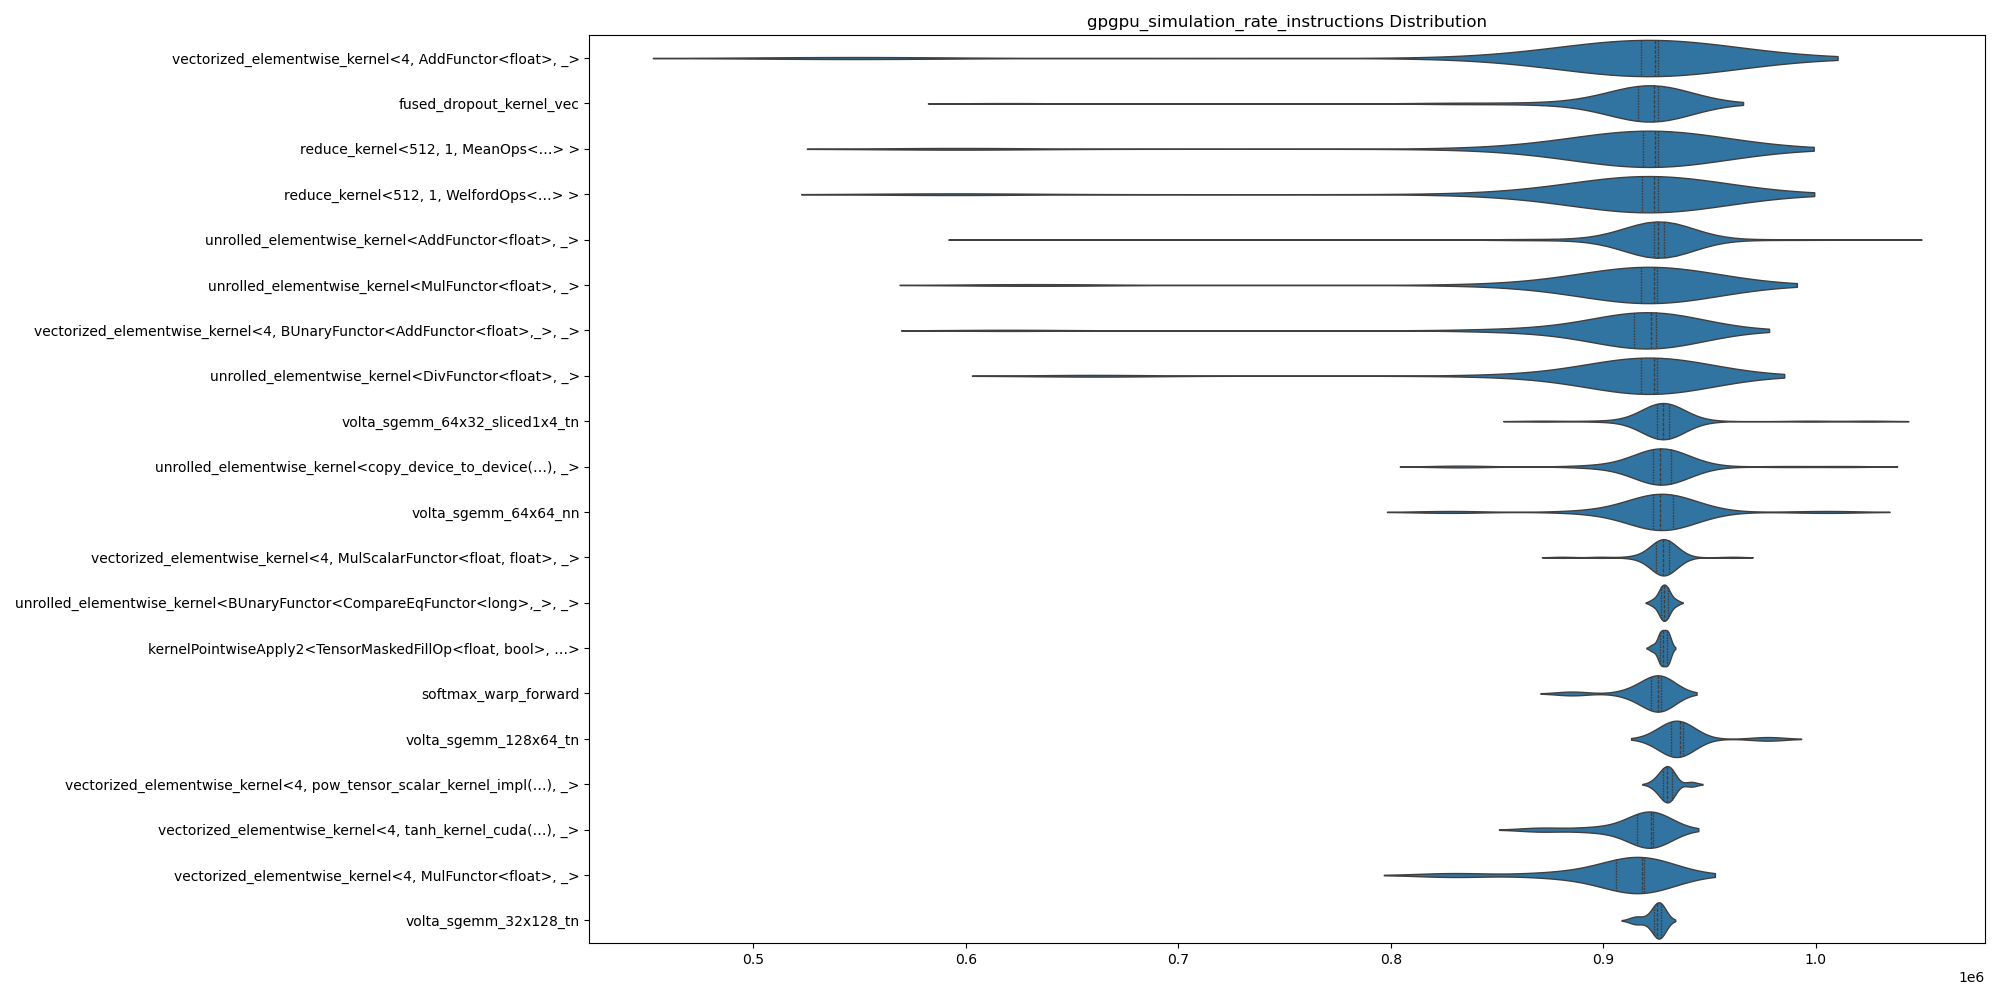 gpgpu_simulation_rate_instructions Distribution
vectorized_elementwise_kernel<4, AddFunctor<float>, _>
fused_dropout_kernel_vec
reduce_kernel<512, 1, MeanOps<...> >
reduce_kernel<512, 1, WelfordOps<...> >
unrolled_elementwise_kernel<AddFunctor<float>, _>
unrolled_elementwise_kernel<MulFunctor<float>, _>
vectorized_elementwise_kernel<4, BUnaryFunctor<AddFunctor<float>,_>, _>
unrolled_elementwise_kernel<DivFunctor<float>, _>
volta_sgemm_64x32_sliced1x4_tn
unrolled_elementwise_kernel<copy_device_to_device(...), _>
volta_sgemm_64x64_nn
vectorized_elementwise_kernel<4, MulScalarFunctor<float, float>, _>
unrolled_elementwise_kernel<BUnaryFunctor<CompareEqFunctor<long>,_>, _>
kernelPointwiseApply2<TensorMaskedFillOp<float, bool>, ...>
softmax_warp_forward
volta_sgemm_128x64_tn
vectorized_elementwise_kernel<4, pow_tensor_scalar_kernel_impl(...), _>
vectorized_elementwise_kernel<4, tanh_kernel_cuda(...), _>
vectorized_elementwise_kernel<4, MulFunctor<float>, _>
volta_sgemm_32x128_tn
0.5 0.6 0.7 0.8 0.9 1.0
1e6